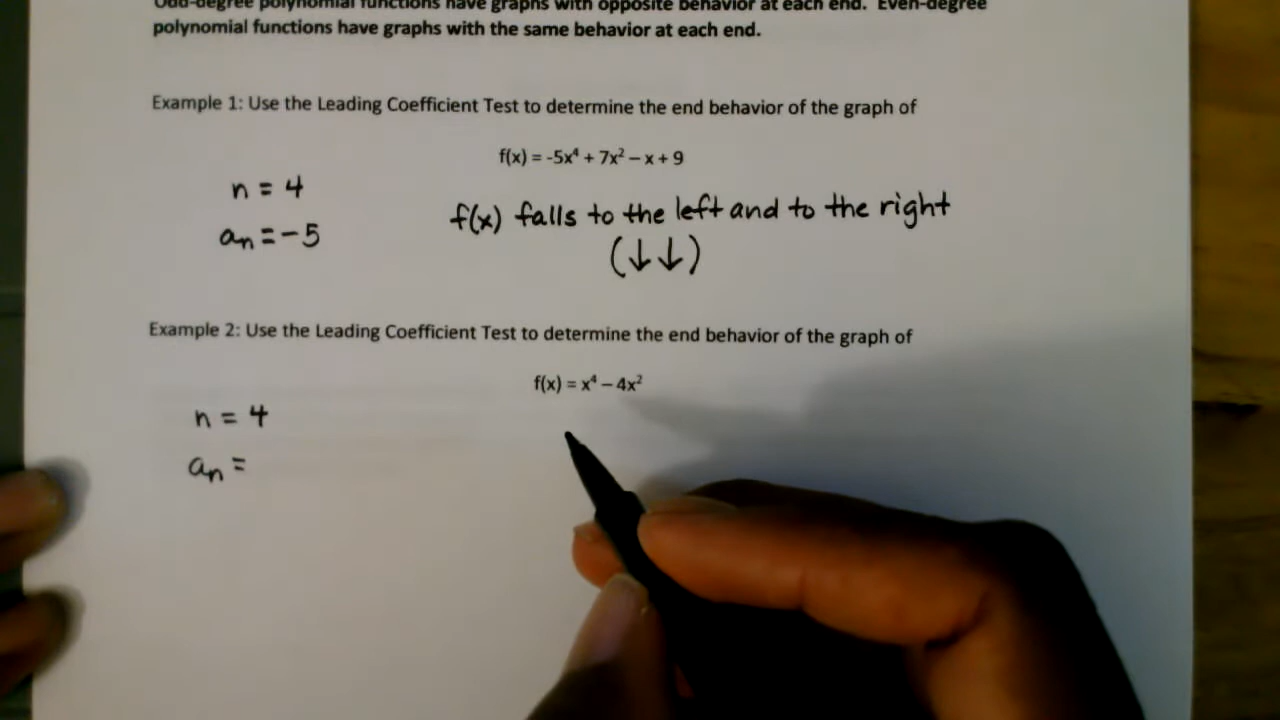 Odd-degree polynomial functions have graphs with opposite behavior at each end. Even-degree
polynomial functions have graphs with the same behavior at each end.
Example 1: Use the Leading Coefficient Test to determine the end behavior of the graph of
f(x) = -5x⁴ + 7x² – x + 9
n = 4
aₙ = -5
f(x) falls to the left and to the right
(↓↓)
Example 2: Use the Leading Coefficient Test to determine the end behavior of the graph of
f(x) = x⁴ – 4x²
n = 4
aₙ =